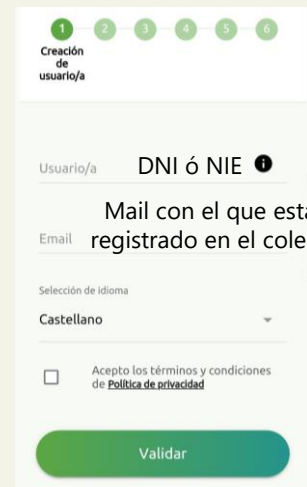 1 2 3 4 5 6
Creación
de
usuario/a
Usuario/a DNI ó NIE i
Mail con el que esta
Email registrado en el cole
Selección de idioma
Castellano
Acepto los términos y condiciones
de Política de privacidad
Validar